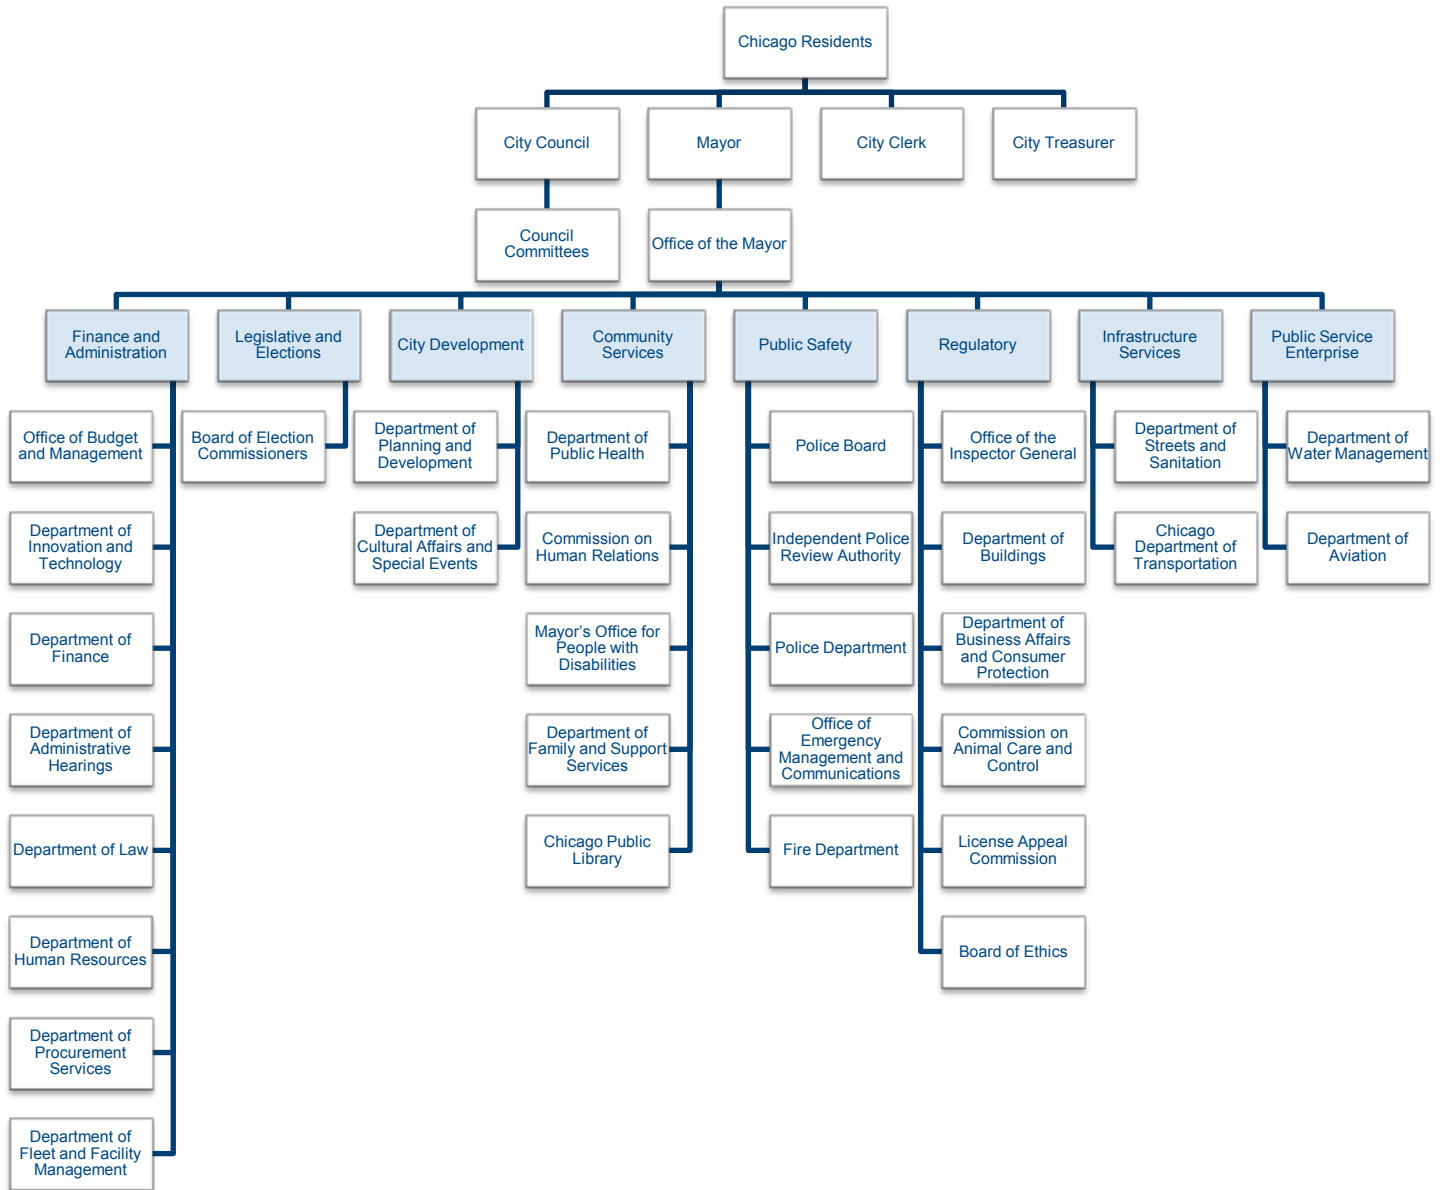 Chicago Residents
City Council
Mayor
City Clerk
City Treasurer
Council
Committees
Office of the Mayor
Finance and
Administration
Legislative and
Elections
City Development
Community
Services
Public Safety
Regulatory
Infrastructure
Services
Public Service
Enterprise
Office of Budget
and Management
Department of
Innovation and
Technology
Department of
Finance
Department of
Administrative
Hearings
Department of Law
Department of
Human Resources
Department of
Procurement
Services
Department of
Fleet and Facility
Management
Board of Election
Commissioners
Department of
Planning and
Development
Department of
Cultural Affairs and
Special Events
Department of
Public Health
Commission on
Human Relations
Mayor’s Office for
People with
Disabilities
Department of
Family and Support
Services
Chicago Public
Library
Police Board
Independent Police
Review Authority
Police Department
Office of
Emergency
Management and
Communications
Fire Department
Office of the
Inspector General
Department of
Buildings
Department of
Business Affairs
and Consumer
Protection
Commission on
Animal Care and
Control
License Appeal
Commission
Board of Ethics
Department of
Streets and
Sanitation
Chicago
Department of
Transportation
Department of
Water Management
Department of
Aviation